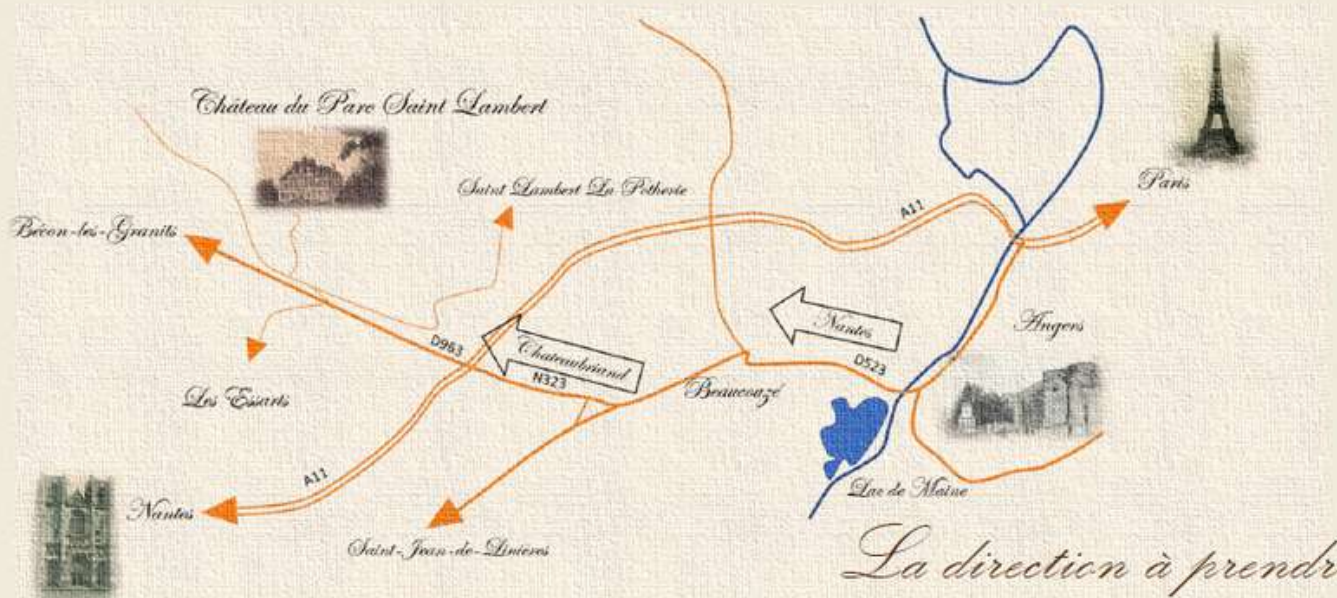 Château du Parc Saint Lambert
Saint Lambert La Potherie
Paris
A11
Bécon-les-Granits
Nantes
Angers
D963
Chateaubriand
D523
N323
Beaucouzé
Les Essarts
A11
Lac de Maine
Nantes
Saint-Jean-de-Linières
La direction à prendr